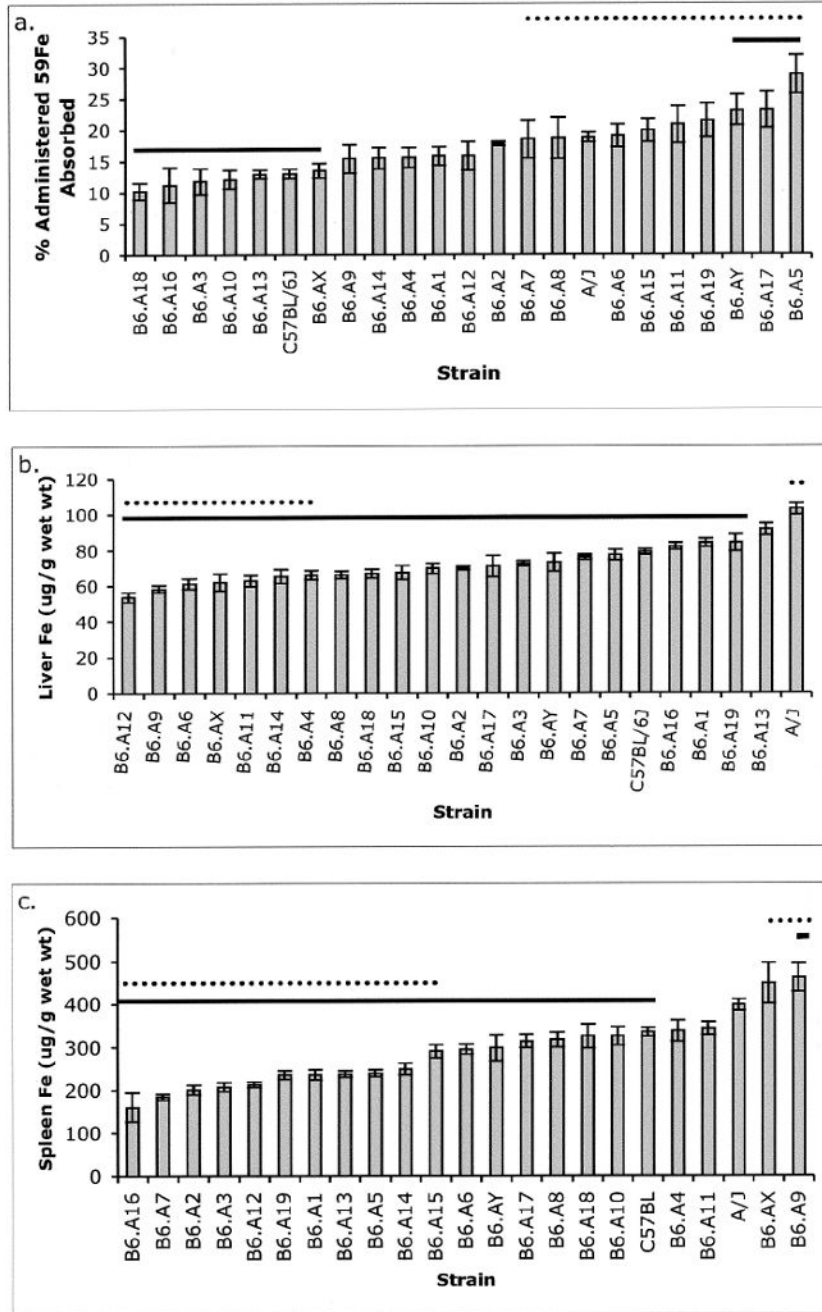 a.
% Administered 59Fe
Absorbed
35
30
25
20
15
10
5
0
B6.A18
B6.A16
B6.A3
B6.A10
B6.A13
C57BL/6J
B6.AX
B6.A9
B6.A14
B6.A4
B6.A1
B6.A12
B6.A2
B6.A7
B6.A8
A/J
B6.A6
B6.A15
B6.A11
B6.A19
B6.AY
B6.A17
B6.A5
Strain
b.
Liver Fe (ug/g wet wt)
120
100
80
60
40
20
0
B6.A12
B6.A9
B6.A6
B6.AX
B6.A11
B6.A14
B6.A4
B6.A8
B6.A18
B6.A15
B6.A10
B6.A2
B6.A17
B6.A3
B6.AY
B6.A7
B6.A5
C57BL/6J
B6.A16
B6.A1
B6.A19
B6.A13
A/J
Strain
c.
Spleen Fe (ug/g wet wt)
600
500
400
300
200
100
0
B6.A16
B6.A7
B6.A2
B6.A3
B6.A12
B6.A19
B6.A1
B6.A13
B6.A5
B6.A14
B6.A15
B6.A6
B6.AY
B6.A17
B6.A8
B6.A18
B6.A10
C57BL
B6.A4
B6.A11
A/J
B6.AX
B6.A9
Strain